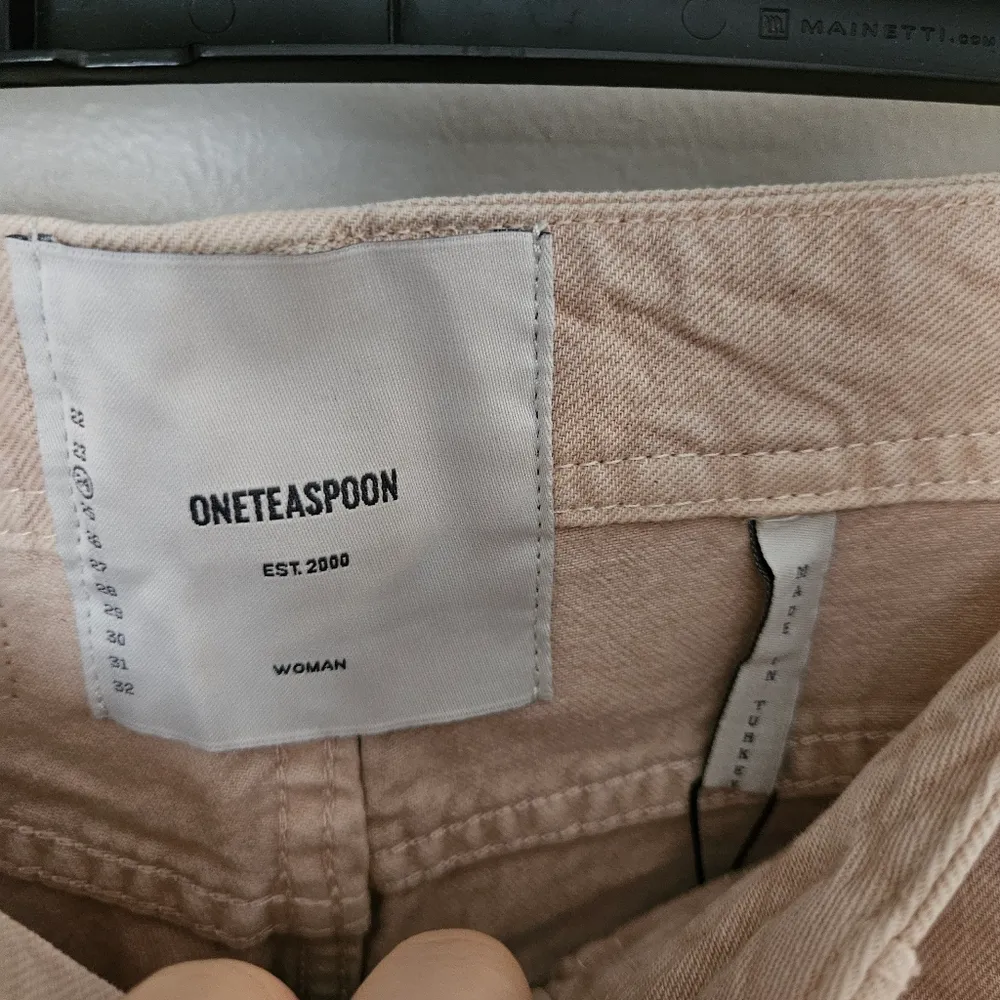 MAINETTI.COM
ONETEASPOON
EST. 2000
WOMAN
28
29
30
31
32
MADE IN TURKEY